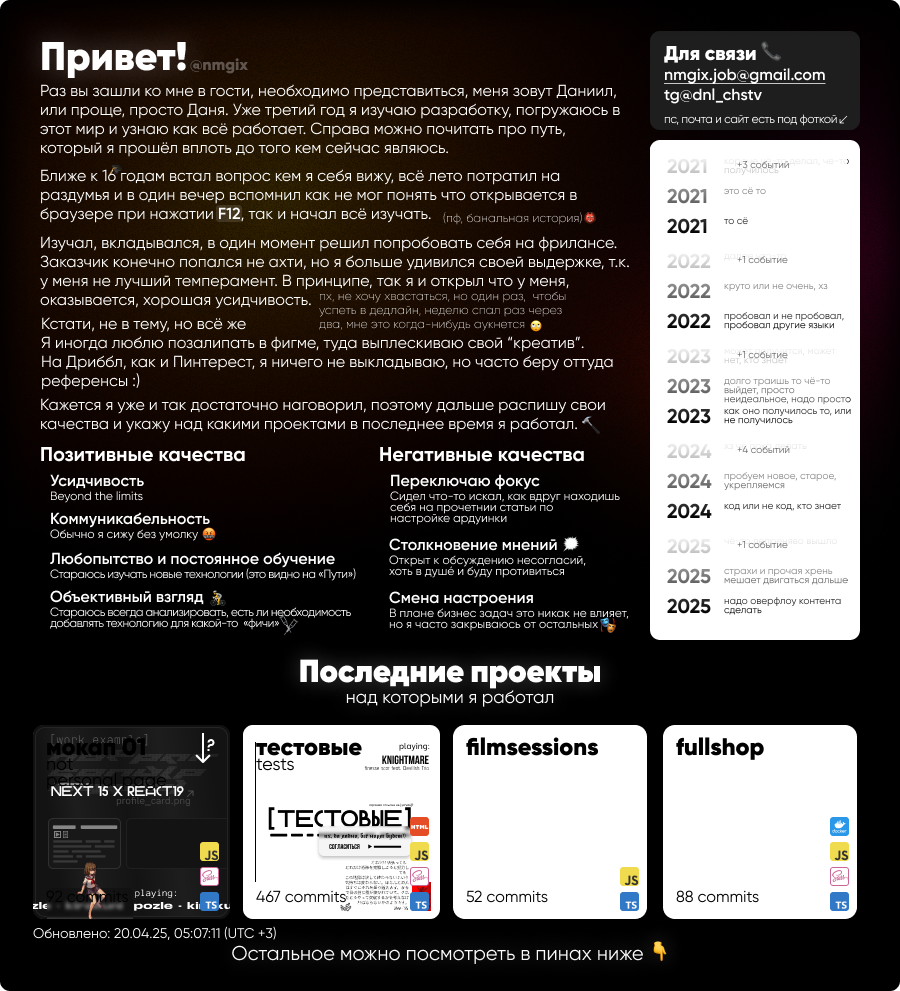 Привет! @nmgix
Раз вы зашли ко мне в гости, необходимо представиться, меня зовут Даниил,
или проще, просто Даня. Уже третий год я изучаю разработку, погружаюсь в
этот мир и узнаю как всё работает. Справа можно почитать про путь,
который я прошёл вплоть до того кем сейчас являюсь.
Ближе к 16 годам встал вопрос кем я себя вижу, всё лето потратил на
раздумья и в один вечер вспомнил как не мог понять что открывается в
браузере при нажатии F12, так и начал всё изучать. (пф, банальная история)
Изучал, вкладывался, в один момент решил попробовать себя на фрилансе.
Заказчик конечно попался не ахти, но я больше удивился своей выдержке, т.к.
у меня не лучший темперамент. В принципе, так я и открыл что у меня,
оказывается, хорошая усидчивость.
пх, не хочу хвастаться, но один раз, чтобы
успеть в дедлайн, неделю спал раз через
два, мне это когда-нибудь аукнется 🙄
Кстати, не в тему, но всё же
Я иногда люблю позалипать в фигме, туда выплескиваю свой “креатив”.
На Дриббл, как и Пинтерест, я ничего не выкладываю, но часто беру оттуда
референсы :)
Кажется я уже и так достаточно наговорил, поэтому дальше распишу свои
качества и укажу над какими проектами в последнее время я работал. 🔨
Позитивные качества
Усидчивость
Beyond the limits
Коммуникабельность
Обычно я сижу без умолку 🤬
Любопытство и постоянное обучение
Стараюсь изучать новые технологии (это видно на «Пути»)
Объективный взгляд
Стараюсь всегда анализировать, есть ли необходимость
добавлять технологию для какой-то «фичи»
Негативные качества
Переключаю фокус
Сидел что-то искал, как вдруг находишь
себя на прочтении статьи по
настройке ардуинки
Столкновение мнений
Открыт к обсуждению несогласий,
хоть в душé и буду противиться
Смена настроения
В плане бизнес задач это никак не влияет,
но я часто закрываюсь от остальных 🎭
Для связи 📞
nmgix.job@gmail.com
tg@dnl_chstv
пс, почта и сайт есть под фоткой↙
2021 +3 событий
получилось
2021 это сё то
2021 то сё
2022 +1 событие
2022 круто или не очень, хз
2022 пробовал и не пробовал,
пробовал другие языки
2023 +1 событие
нет, кто знает
2023 долго траишь то чё-то
выйдет, просто
неидеальное, надо просто
2023 как оно получилось то, или
не получилось
2024 +4 событий
2024 пробуем новое, старое,
укрепляемся
2024 код или не код, кто знает
2025 +1 событие
2025 страхи и прочая хрень
мешает двигаться дальше
2025 надо оверфлоу контента
сделать
Последние проекты
над которыми я работал
[work example]
мокап 01
not
personal page
NEXT 15 X REACT19
profile_card.png
JS
Sass
92 commits
playing:
TS
pozle - 
тестовые
tests
playing:
KNIGHTMARE
[ТЕСТОВЫЕ]
HTML
СОГЛАСИТЬСЯ
JS
Sass
467 commits
TS
filmsessions
JS
52 commits
TS
fullshop
docker
JS
Sass
88 commits
TS
Обновлено: 20.04.25, 05:07:11 (UTC +3)
Остальное можно посмотреть в пинах ниже 👇